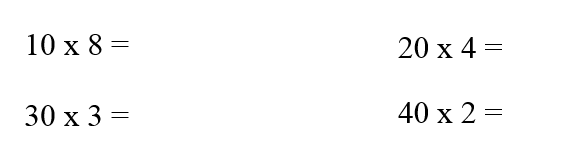 10 x 8 = 20 x 4 =
30 x 3 = 40 x 2 =